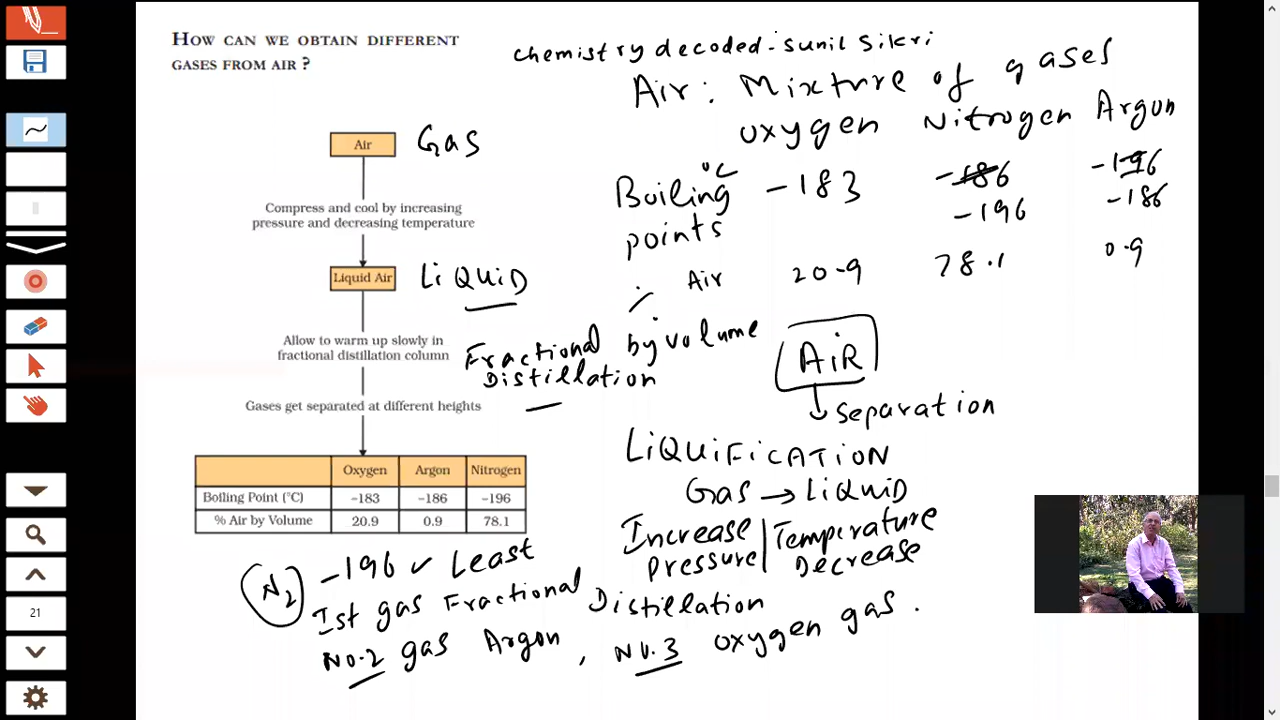 HOW CAN WE OBTAIN DIFFERENT
GASES FROM AIR ?
Air
Compress and cool by increasing
pressure and decreasing temperature
Liquid Air
Allow to warm up slowly in
fractional distillation column
Gases get separated at different heights
Oxygen Argon Nitrogen
Boiling Point (°C) -183 -186 -196
% Air by Volume 20.9 0.9 78.1
Gas
LiQUiD
Fractional
Distillation
chemistry decoded - sunil sikri
Air : Mixture of gases
oxygen Nitrogen Argon
°C
Boiling -183 -186 -196
points -196 -186
% Air 20.9 78.1 0.9
by volume
AiR
separation
LiQUiFiCATiON
Gas → LiQUiD
Increase Temperature
Pressure Decrease
N2 -196 ✓ Least
Ist gas Fractional Distillation
No.2 gas Argon, No.3 oxygen gas.
21